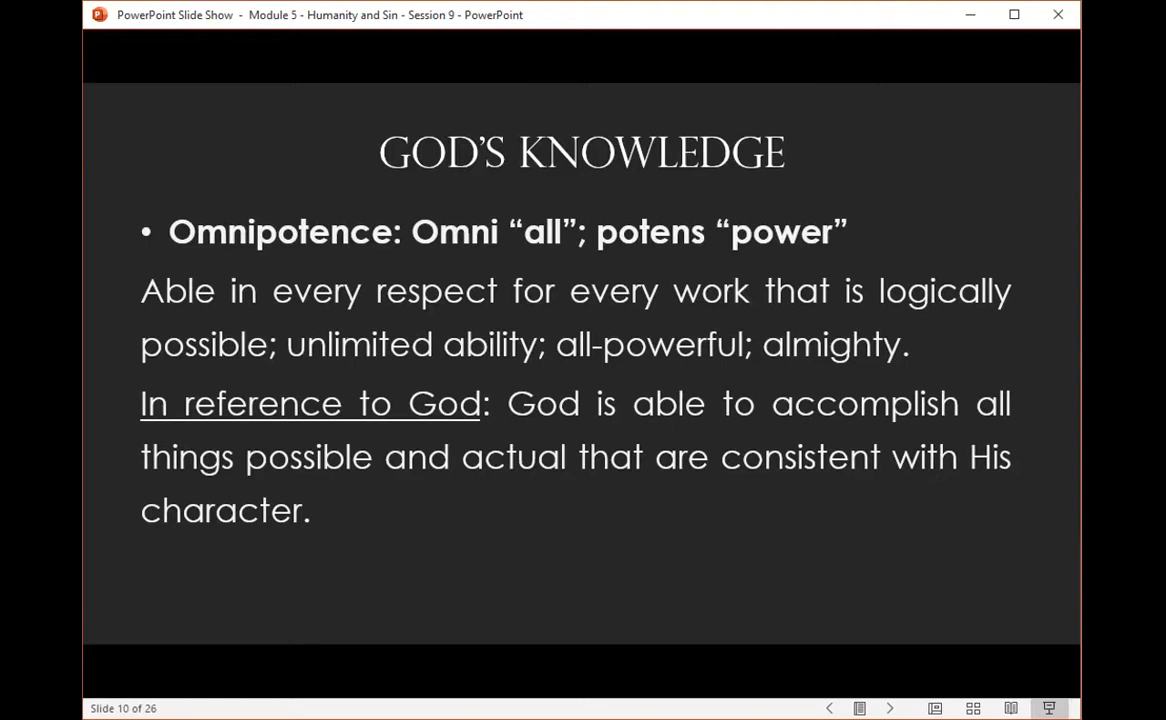 PowerPoint Slide Show - Module 5 - Humanity and Sin - Session 9 - PowerPoint
GOD'S KNOWLEDGE
• Omnipotence: Omni “all”; potens “power”
Able in every respect for every work that is logically
possible; unlimited ability; all-powerful; almighty.
In reference to God: God is able to accomplish all
things possible and actual that are consistent with His
character.
Slide 10 of 26